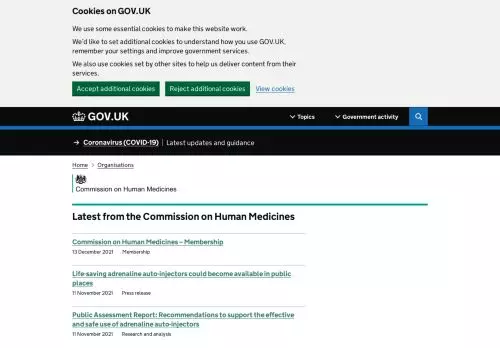 Cookies on GOV.UK
We use some essential cookies to make this website work.
We'd like to set additional cookies to understand how you use GOV.UK,
remember your settings and improve government services.
We also use cookies set by other sites to help us deliver content from their
services.
Accept additional cookies Reject additional cookies View cookies
GOV.UK Topics Government activity
→ Coronavirus (COVID-19) Latest updates and guidance
Home > Organisations
Commission on Human Medicines
Latest from the Commission on Human Medicines
Commission on Human Medicines – Membership
13 December 2021 Membership
Life-saving adrenaline auto-injectors could become available in public
places
11 November 2021 Press release
Public Assessment Report: Recommendations to support the effective
and safe use of adrenaline auto-injectors
11 November 2021 Research and analysis